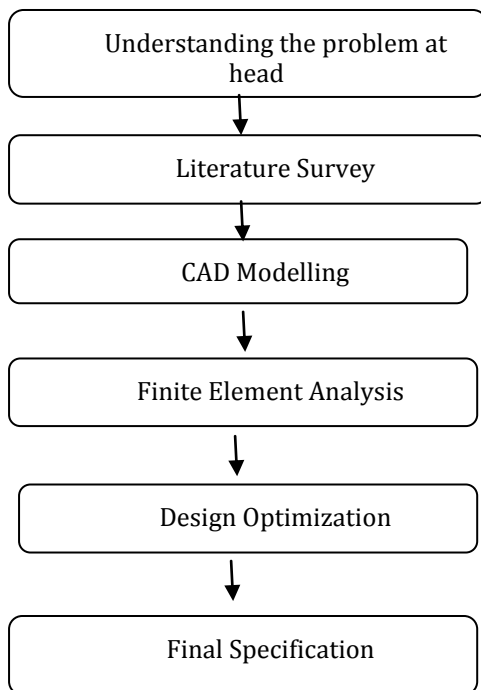 Understanding the problem at
head
Literature Survey
CAD Modelling
Finite Element Analysis
Design Optimization
Final Specification